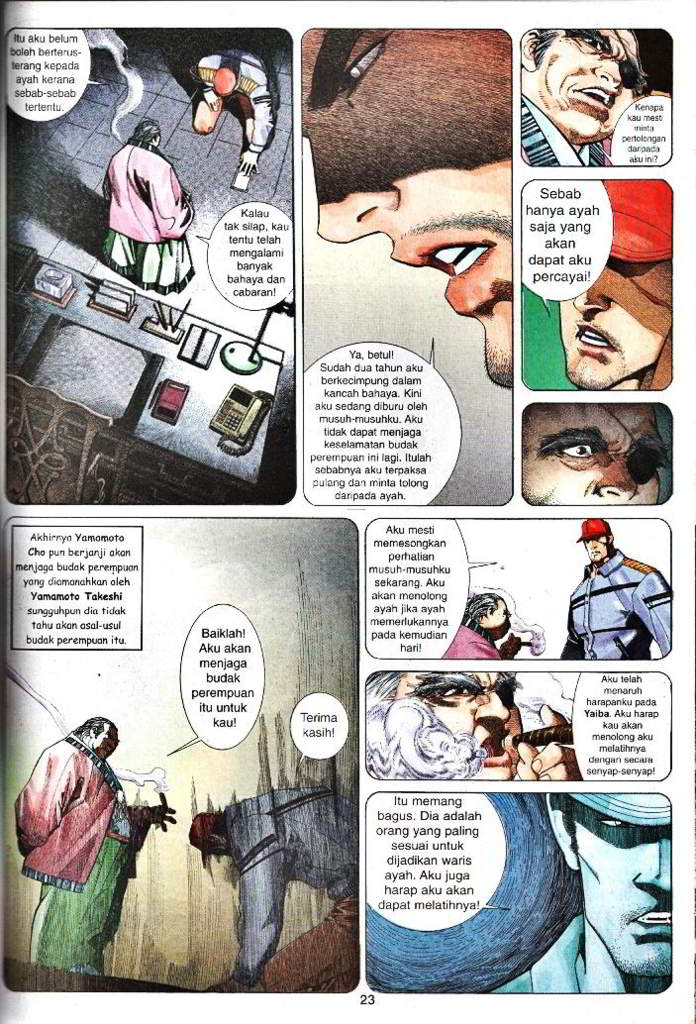 Itu aku belum
boleh berterus-
terang kepada
ayah kerana
sebab-sebab
tertentu.
Kalau
tak silap, kau
tentu telah
mengalami
banyak
bahaya dan
cabaran!
Ya, betul!
Sudah dua tahun aku
berkecimpung dalam
kancah bahaya. Kini
aku sedang diburu oleh
musuh-musuhku. Aku
tidak dapat menjaga
keselamatan budak
perempuan ini lagi. Itulah
sebabnya aku terpaksa
pulang dan minta tolong
daripada ayah.
Kenapa
kau mesti
minta
pertolongan
daripada
aku ini?
Sebab
hanya ayah
saja yang
akan
dapat aku
percayai!
Akhirnya Yamamoto
Cho pun berjanji akan
menjaga budak perempuan
yang diamanahkan oleh
Yamamoto Takeshi
sungguhpun dia tidak
tahu akan asal-usul
budak perempuan itu.
Baiklah!
Aku akan
menjaga
budak
perempuan
itu untuk
kau!
Terima
kasih!
Aku mesti
memesongkan
perhatian
musuh-musuhku
sekarang. Aku
akan menolong
ayah jika ayah
memerlukannya
pada kemudian
hari!
Aku telah
menaruh
harapanku pada
Yaiba. Aku harap
kau akan
menolong aku
melatihnya
dengan secara
senyap-senyap!
Itu memang
bagus. Dia adalah
orang yang paling
sesuai untuk
dijadikan waris
ayah. Aku juga
harap aku akan
dapat melatihnya!
23